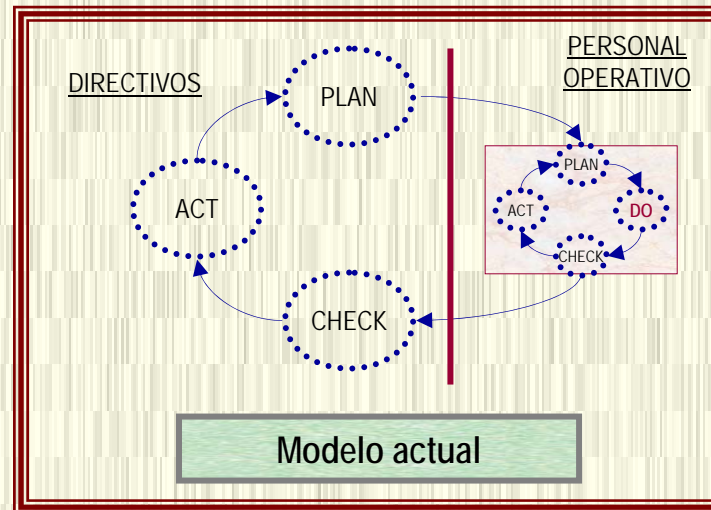 DIRECTIVOS
PERSONAL
OPERATIVO
PLAN
ACT
CHECK
PLAN
ACT
DO
CHECK
Modelo actual